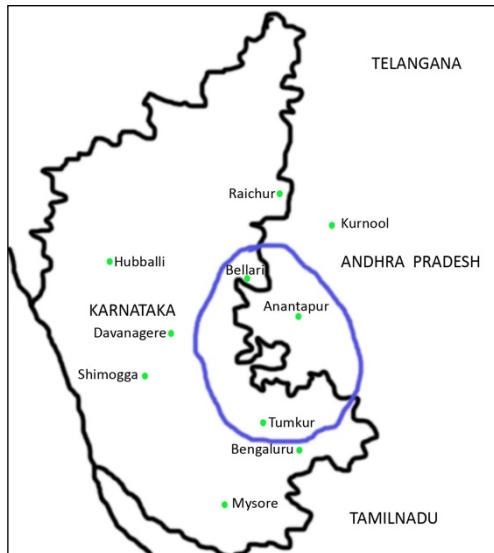 TELANGANA
Raichur
Kurnool
Hubballi
ANDHRA PRADESH
Bellari
KARNATAKA
Anantapur
Davanagere
Shimogga
Tumkur
Bengaluru
Mysore
TAMILNADU